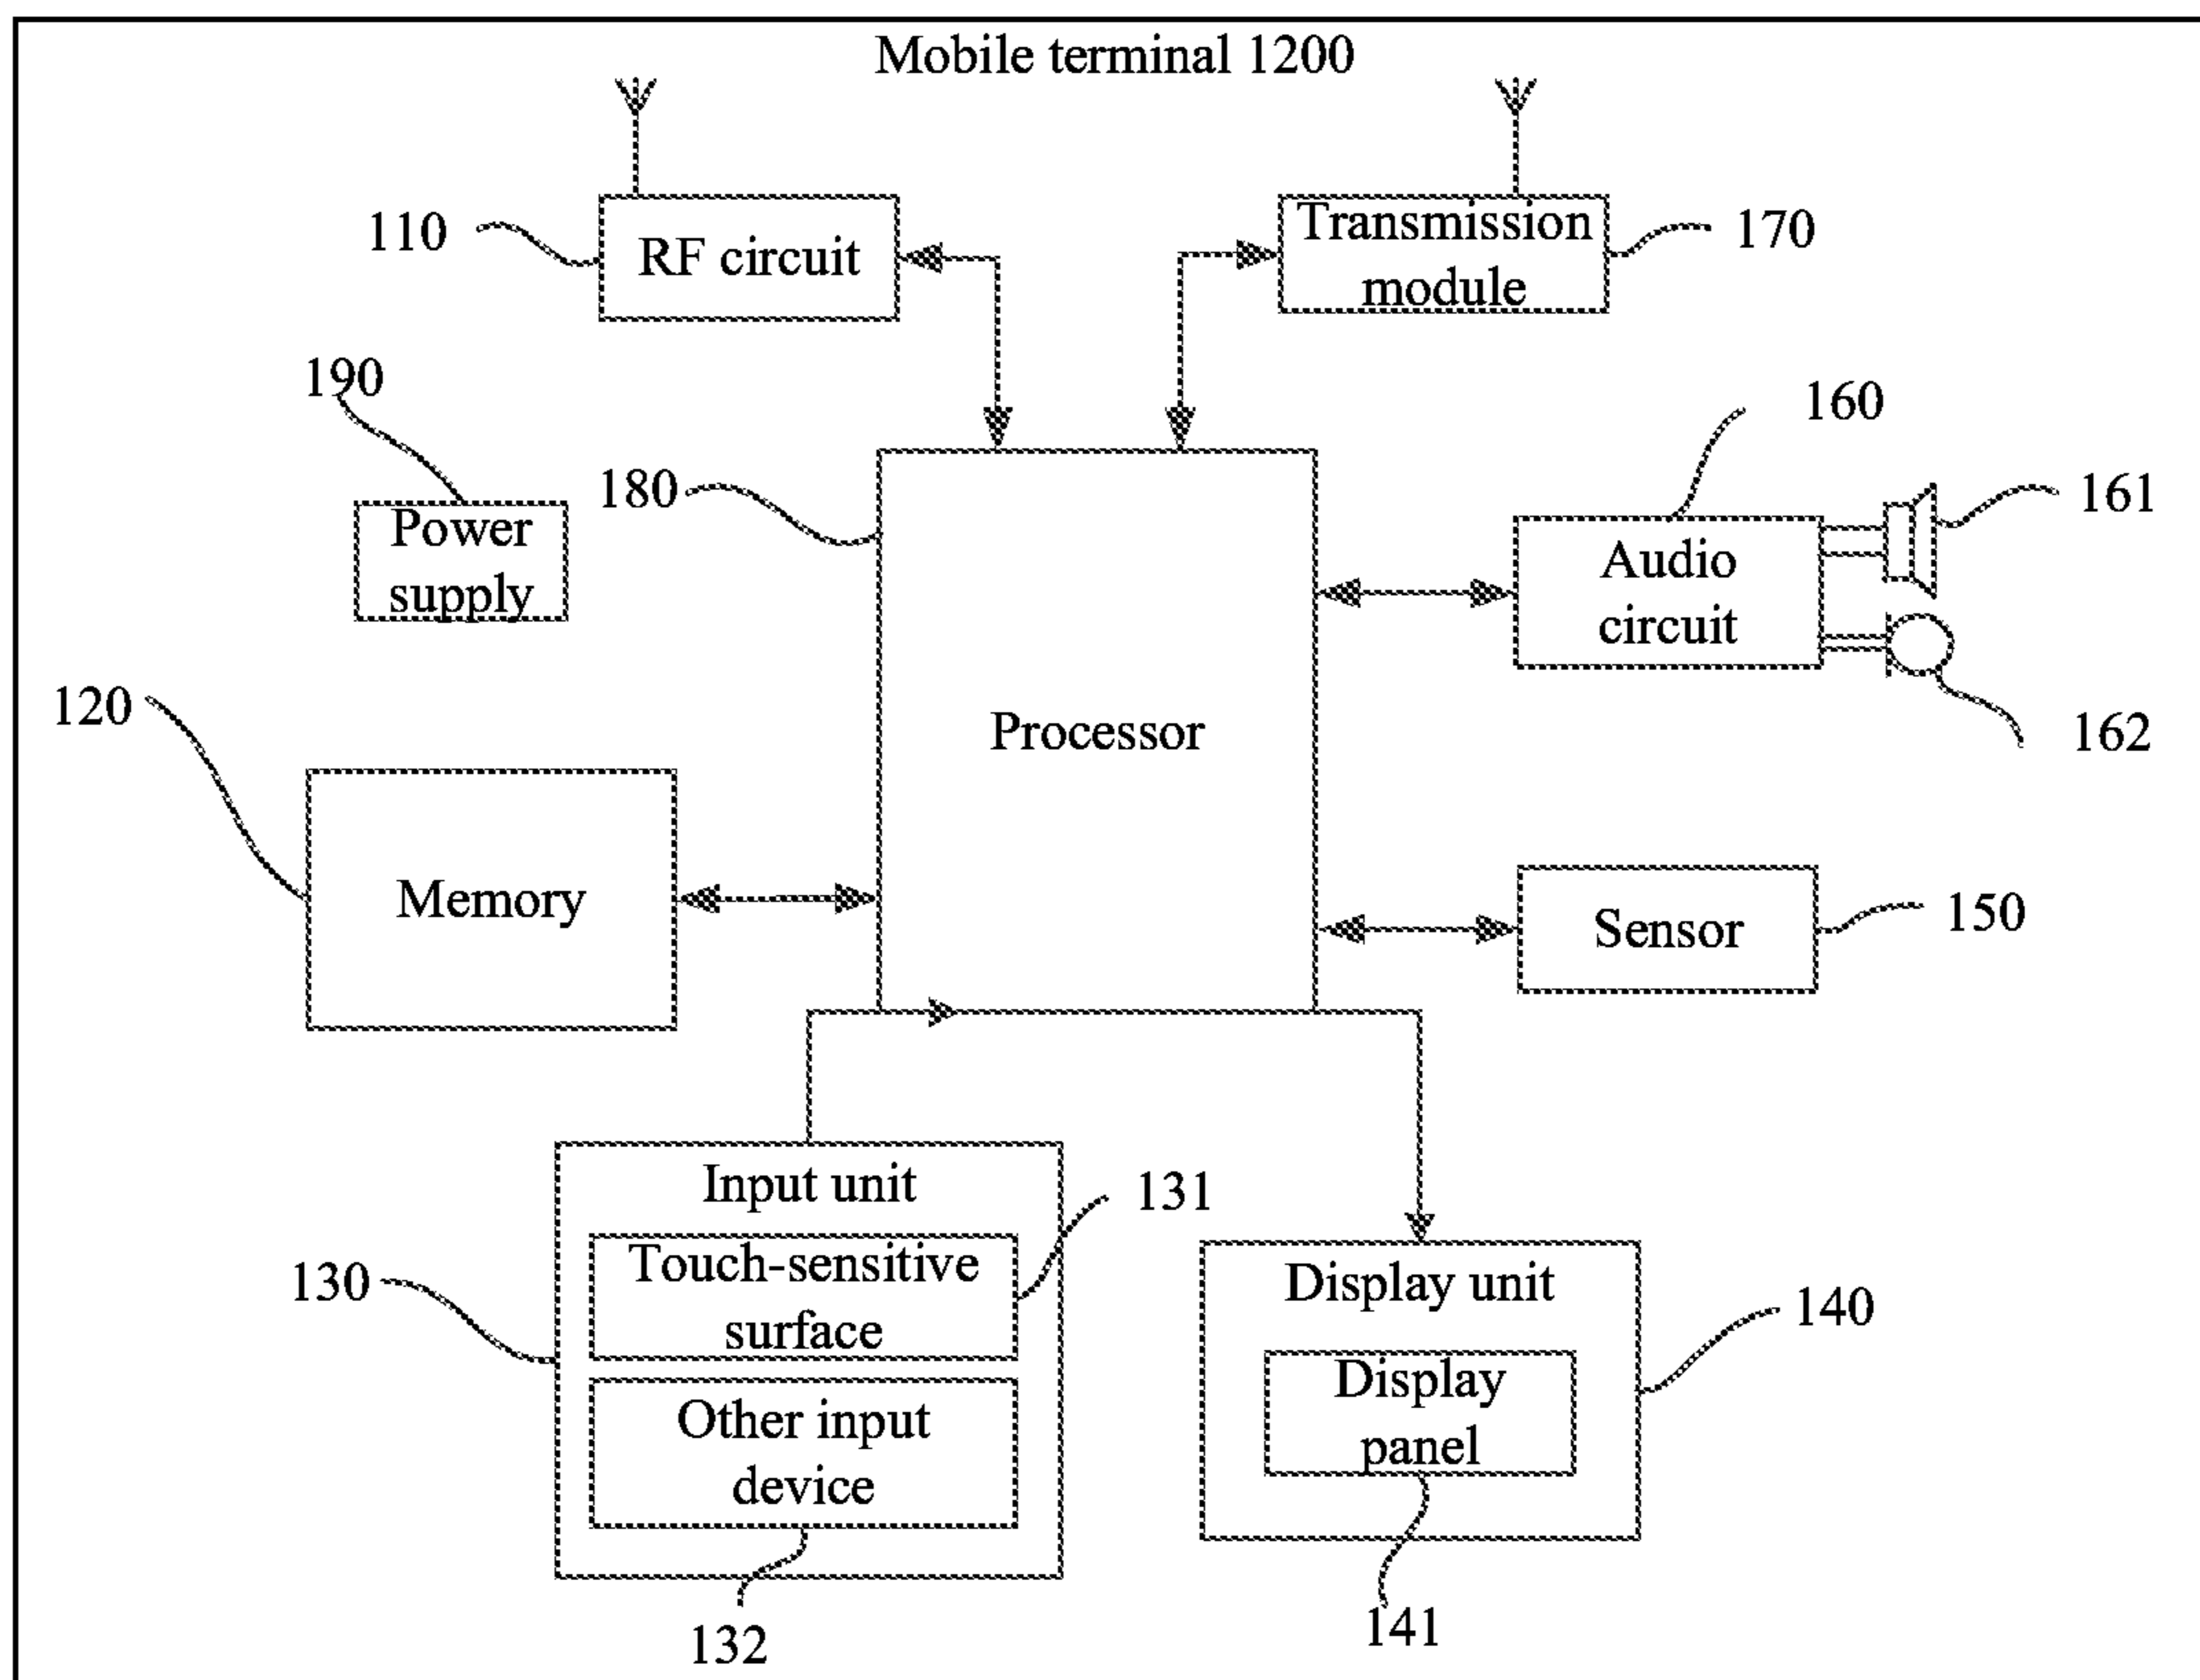 Mobile terminal 1200
110
RF circuit
Transmission
module
170
190
Power
supply
180
160
Audio
circuit
161
162
120
Processor
Memory
Sensor
150
Input unit
131
Touch-sensitive
surface
130
Other input
device
132
Display unit
140
Display
panel
141